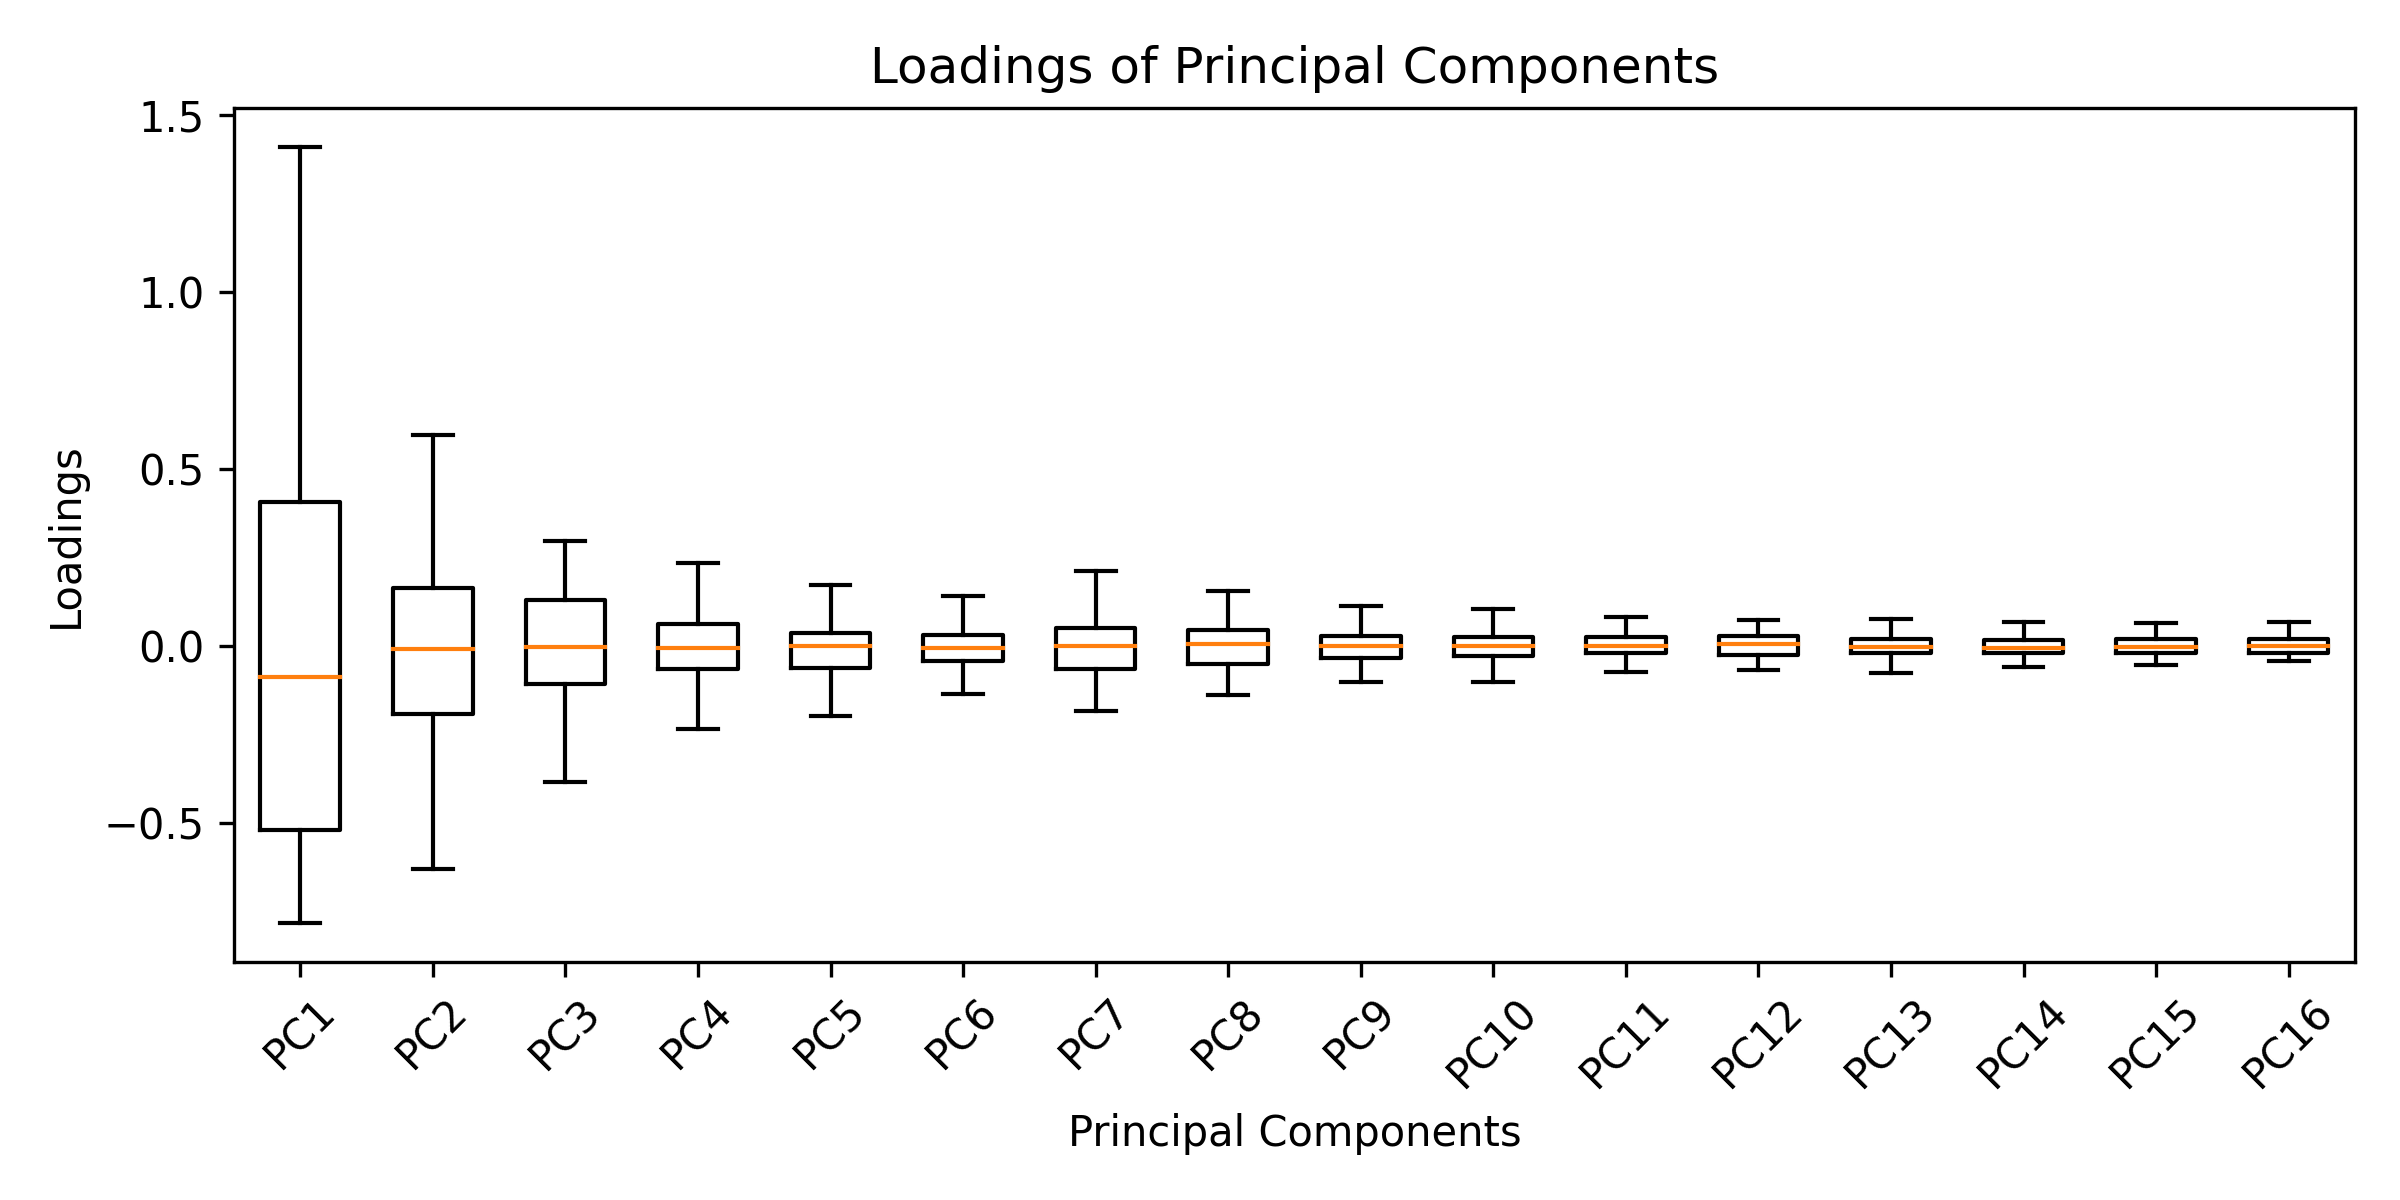 Loadings of Principal Components
1.5
1.0
0.5
0.0
−0.5
Loadings
PC1 PC2 PC3 PC4 PC5 PC6 PC7 PC8 PC9 PC10 PC11 PC12 PC13 PC14 PC15 PC16
Principal Components